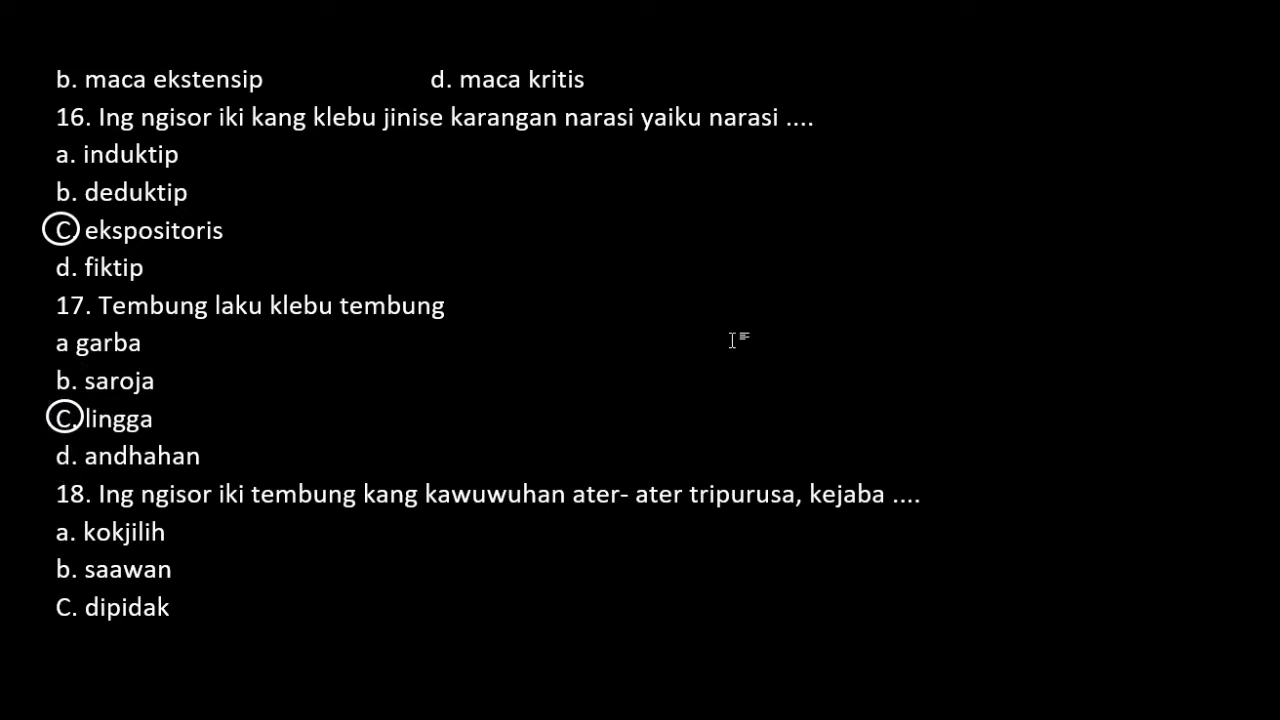 b. maca ekstensip d. maca kritis
16. Ing ngisor iki kang klebu jinise karangan narasi yaiku narasi ....
a. induktip
b. deduktip
C. ekspositoris
d. fiktip
17. Tembung laku klebu tembung
a garba
b. saroja
C. lingga
d. andhahan
18. Ing ngisor iki tembung kang kawuwuhan ater- ater tripurusa, kejaba ....
a. kokjilih
b. saawan
C. dipidak